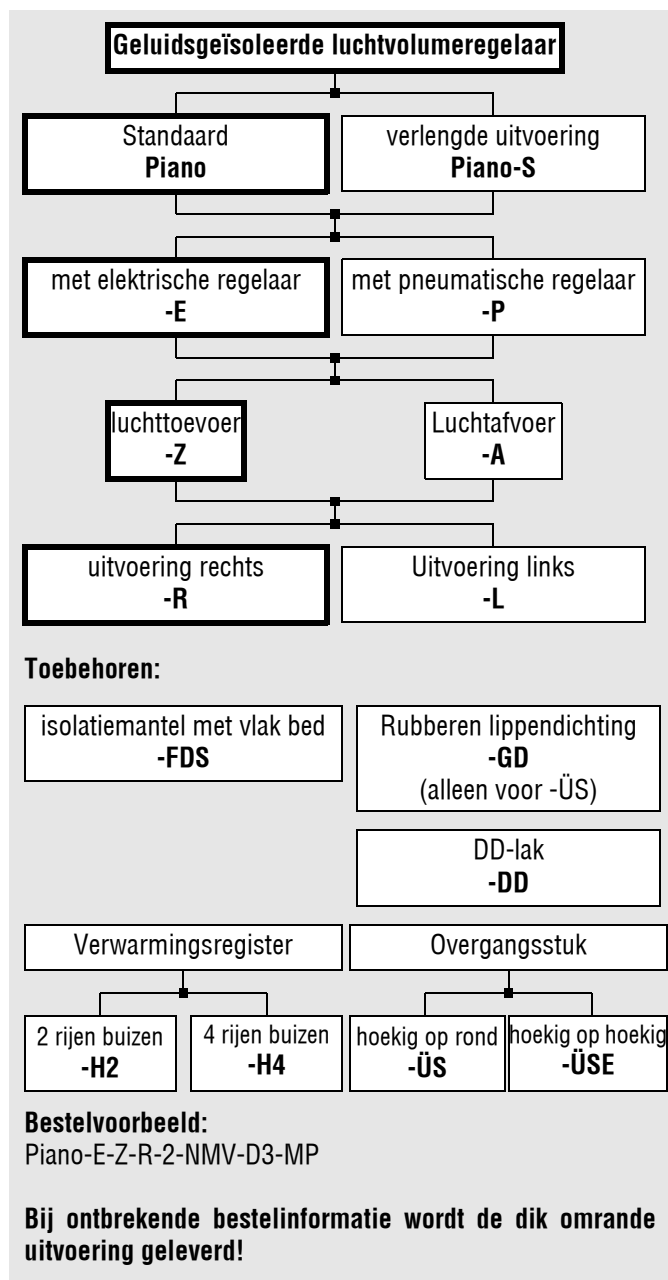 Geluidsgeïsoleerde luchtvolumeregelaar
Standaard
Piano
verlengde uitvoering
Piano-S
met elektrische regelaar
-E
met pneumatische regelaar
-P
luchttoevoer
-Z
Luchtafvoer
-A
uitvoering rechts
-R
Uitvoering links
-L
Toebehoren:
isolatiemantel met vlak bed
-FDS
Rubberen lippendichting
-GD
(alleen voor -ÜS)
DD-lak
-DD
Verwarmingsregister
Overgangsstuk
2 rijen buizen
-H2
4 rijen buizen
-H4
hoekig op rond
-ÜS
hoekig op hoekig
-ÜSE
Bestelvoorbeeld:
Piano-E-Z-R-2-NMV-D3-MP
Bij ontbrekende bestelinformatie wordt de dik omrande
uitvoering geleverd!